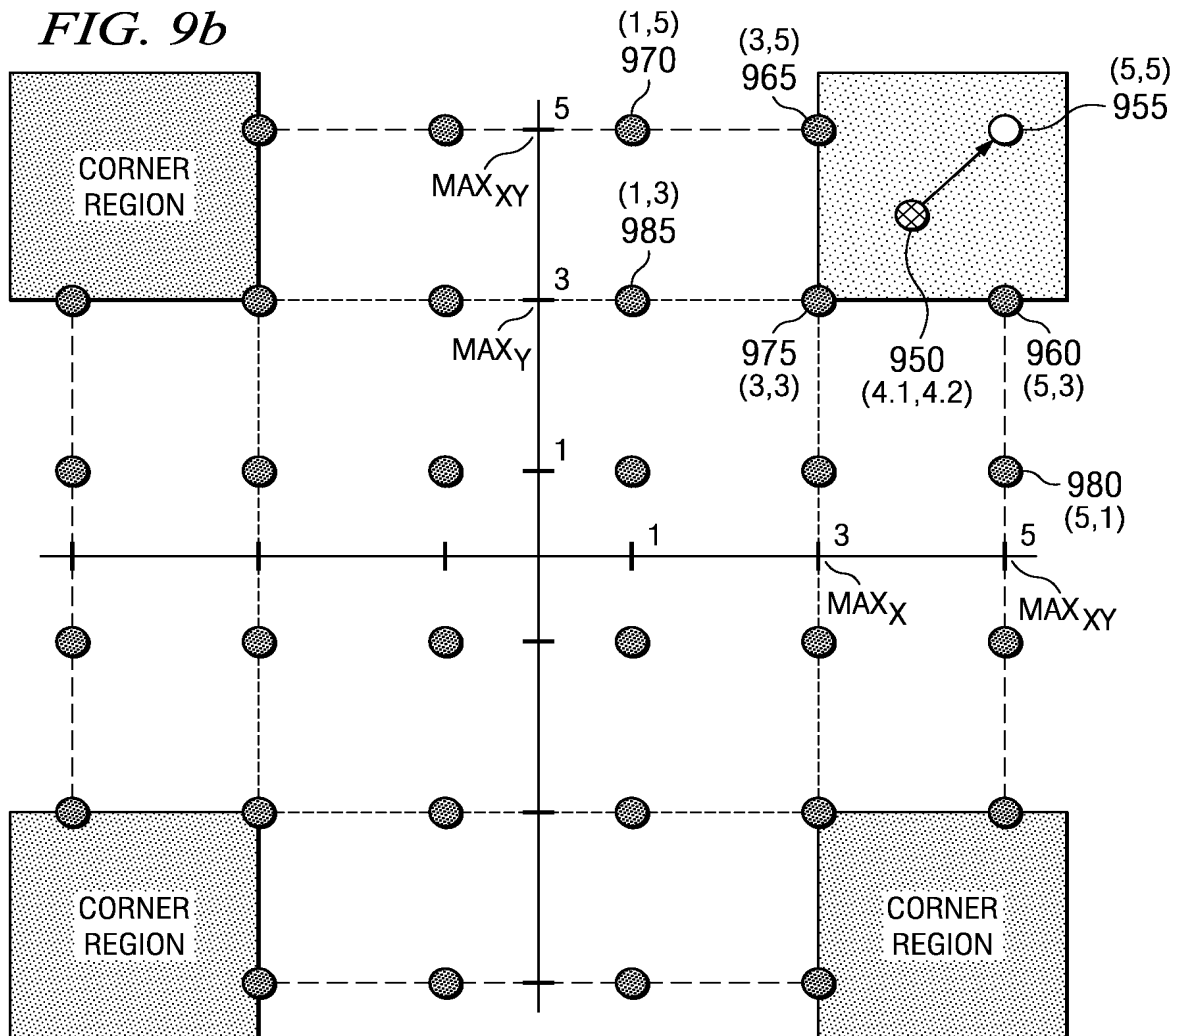 FIG. 9b
(1,5)
970
(3,5)
965
(5,5)
955
5
CORNER
REGION
MAX_XY
(1,3)
985
3
MAX_Y
975
(3,3)
950
(4.1,4.2)
960
(5,3)
1
980
(5,1)
1
3
5
MAX_X
MAX_XY
CORNER
REGION
CORNER
REGION